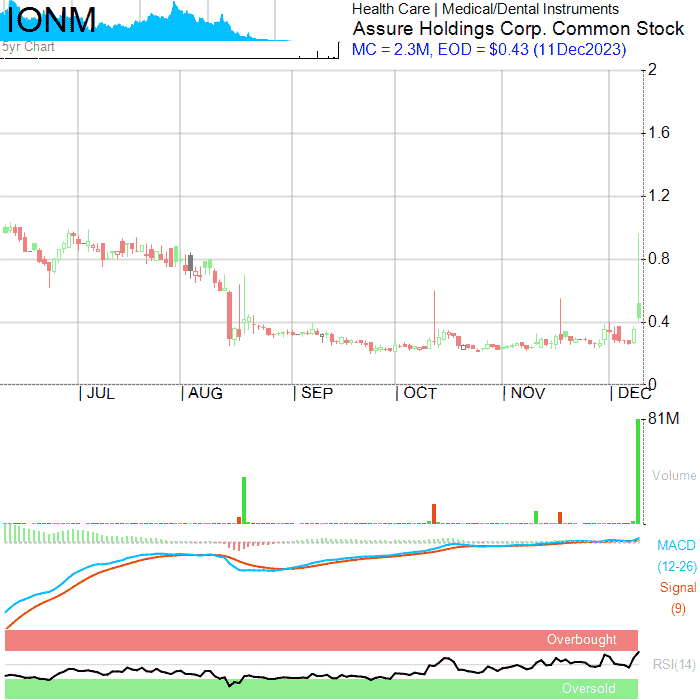 IONM
5yr Chart
Health Care | Medical/Dental Instruments
Assure Holdings Corp. Common Stock
MC = 2.3M, EOD = $0.43 (11Dec2023)
2
1.6
1.2
0.8
0.4
0
JUL AUG SEP OCT NOV DEC
81M
Volume
MACD
(12-26)
Signal
(9)
Overbought
RSI(14)
Oversold